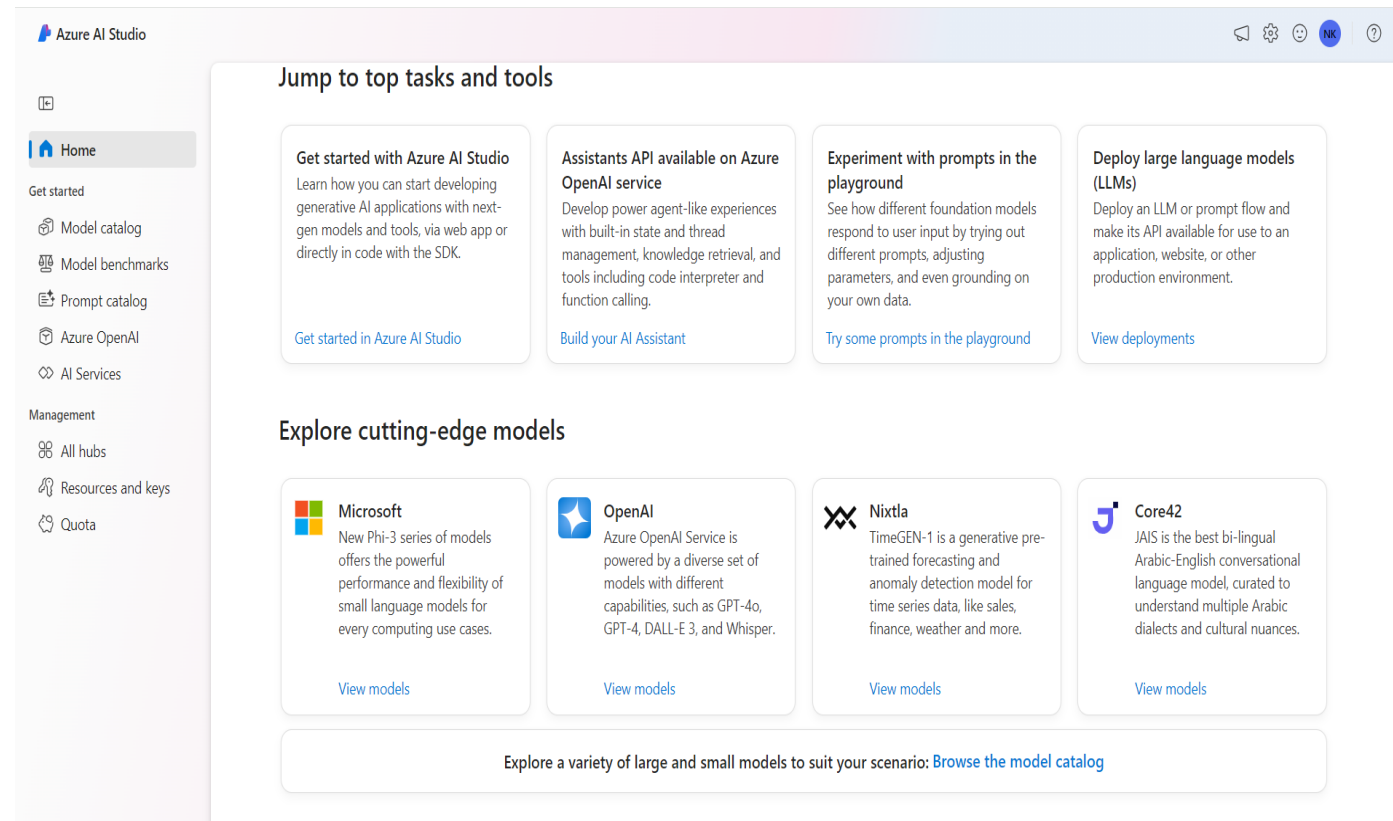 Azure AI Studio
NK
Home
Get started
Model catalog
Model benchmarks
Prompt catalog
Azure OpenAI
AI Services
Management
All hubs
Resources and keys
Quota
Jump to top tasks and tools
Get started with Azure AI Studio
Learn how you can start developing
generative AI applications with next-
gen models and tools, via web app or
directly in code with the SDK.
Get started in Azure AI Studio
Assistants API available on Azure
OpenAI service
Develop power agent-like experiences
with built-in state and thread
management, knowledge retrieval, and
tools including code interpreter and
function calling.
Build your AI Assistant
Experiment with prompts in the
playground
See how different foundation models
respond to user input by trying out
different prompts, adjusting
parameters, and even grounding on
your own data.
Try some prompts in the playground
Deploy large language models
(LLMs)
Deploy an LLM or prompt flow and
make its API available for use to an
application, website, or other
production environment.
View deployments
Explore cutting-edge models
Microsoft
New Phi-3 series of models
offers the powerful
performance and flexibility of
small language models for
every computing use cases.
View models
OpenAI
Azure OpenAI Service is
powered by a diverse set of
models with different
capabilities, such as GPT-4o,
GPT-4, DALL-E 3, and Whisper.
View models
Nixtla
TimeGEN-1 is a generative pre-
trained forecasting and
anomaly detection model for
time series data, like sales,
finance, weather and more.
View models
Core42
JAIS is the best bi-lingual
Arabic-English conversational
language model, curated to
understand multiple Arabic
dialects and cultural nuances.
View models
Explore a variety of large and small models to suit your scenario: Browse the model catalog